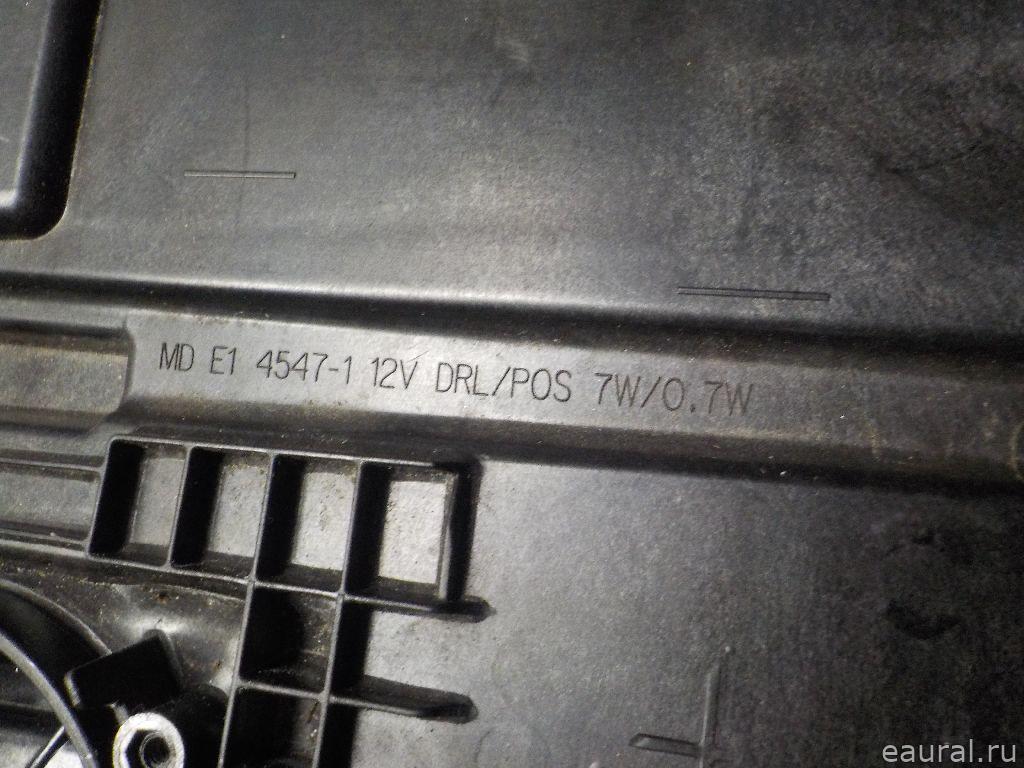 MD E1 4547-1 12V DRL/POS 7W/0.7W
eaural.ru